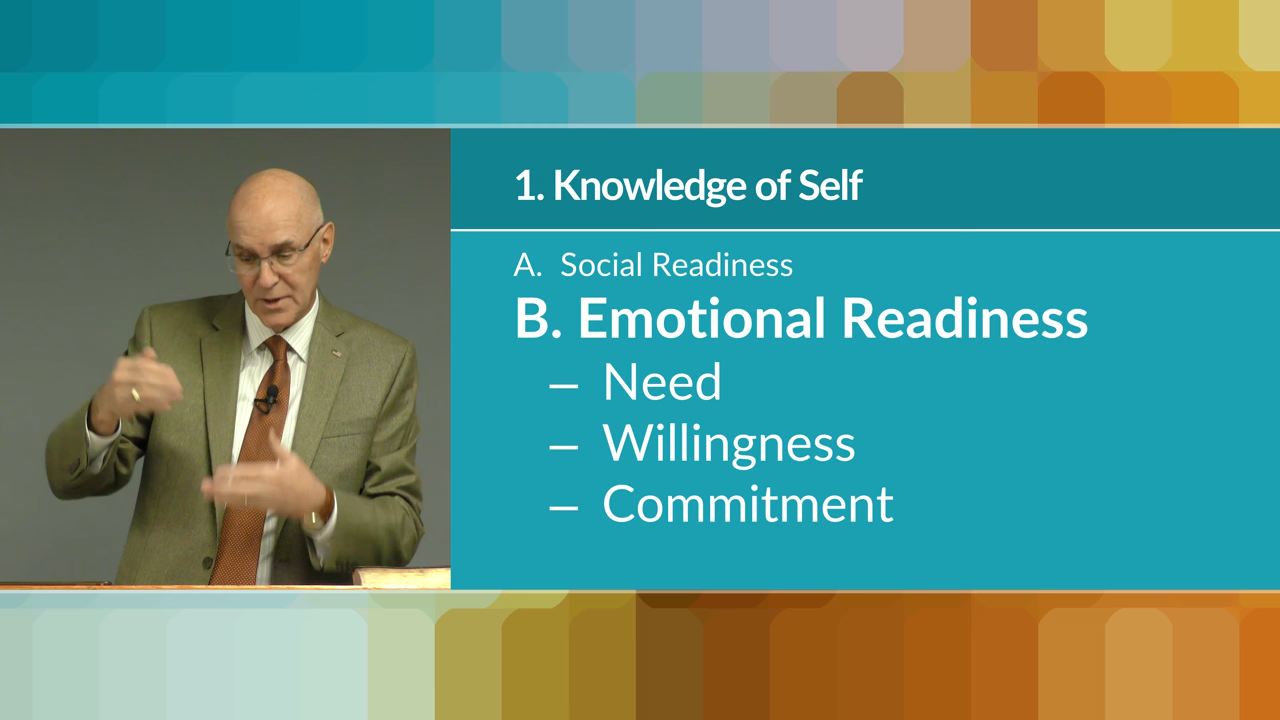 1. Knowledge of Self
A. Social Readiness
B. Emotional Readiness
– Need
– Willingness
– Commitment